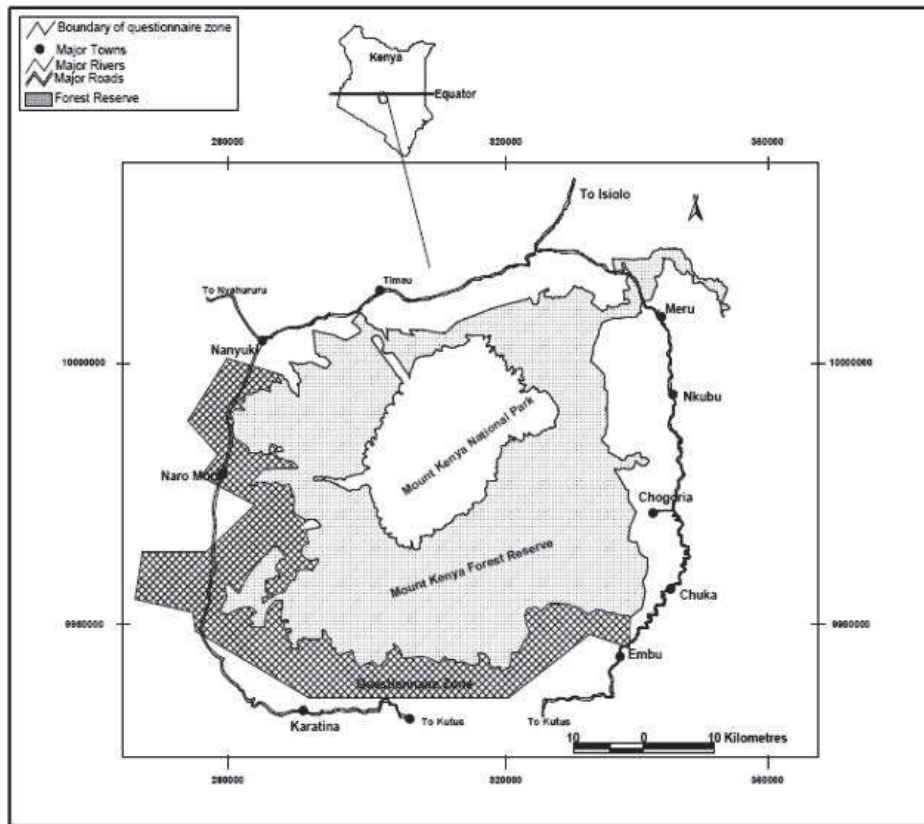 Boundary of questionnaire zone
Major Towns
Major Rivers
Major Roads
Forest Reserve
Kenya
Equator
320000
360000
To Isiolo
To Nyahururu
Timau
Meru
Nanyuki
10000000
10000000
Nkubu
Mount Kenya National Park
Naro Moru
Chogoria
Mount Kenya Forest Reserve
Chuka
9980000
9980000
Embu
Questionnaire Zone
Karatina
To Kutus
To Kutus
10 0 10 Kilometres
320000
360000